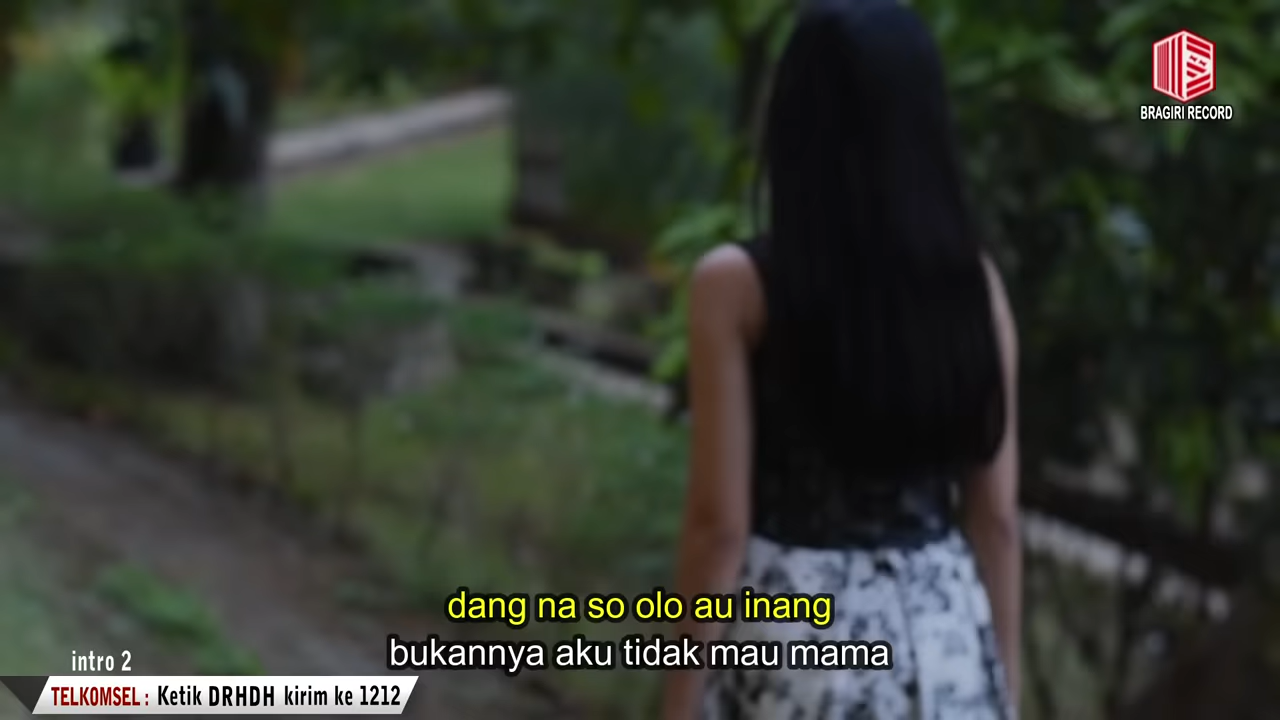 BRAGIRI RECORD
dang na so olo au inang
bukannya aku tidak mau mama
intro 2
TELKOMSEL : Ketik DRHDH kirim ke 1212